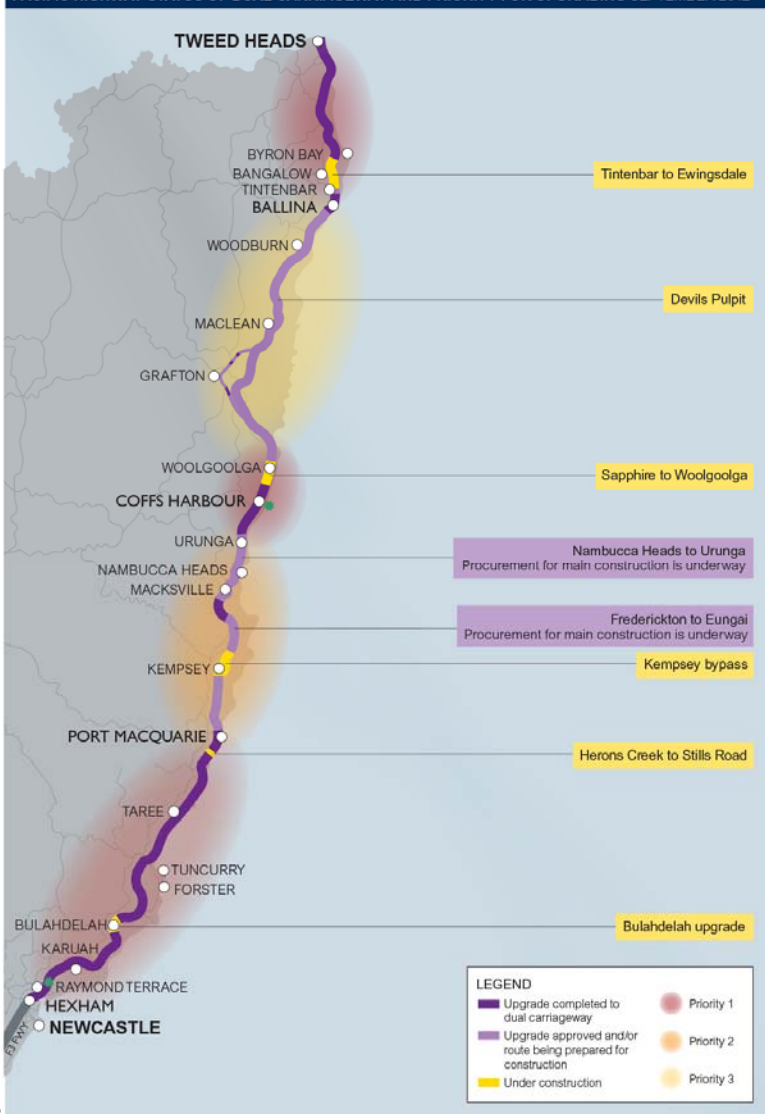 TWEED HEADS
BYRON BAY
BANGALOW
Tintenbar to Ewingsdale
TINTENBAR
BALLINA
WOODBURN
Devils Pulpit
MACLEAN
GRAFTON
WOOLGOOLGA
Sapphire to Woolgoolga
COFFS HARBOUR
URUNGA
Nambucca Heads to Urunga
Procurement for main construction is underway
NAMBUCCA HEADS
MACKSVILLE
Frederickton to Eungai
Procurement for main construction is underway
KEMPSEY
Kempsey bypass
PORT MACQUARIE
Herons Creek to Stills Road
TAREE
TUNCURRY
FORSTER
BULAHDELAH
Bulahdelah upgrade
KARUAH
RAYMOND TERRACE
HEXHAM
NEWCASTLE
F3 FWY
LEGEND
Upgrade completed to
dual carriageway
Upgrade approved and/or
route being prepared for
construction
Under construction
Priority 1
Priority 2
Priority 3